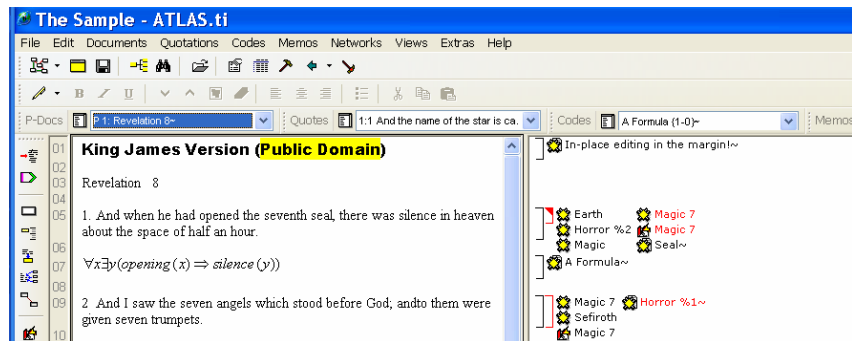 The Sample - ATLAS.ti
File Edit Documents Quotations Codes Memos Networks Views Extras Help
B I U
P-Docs P 1: Revelation 8~ Quotes 1:1 And the name of the star is ca. Codes A Formula (1-0)~ Memos
01 King James Version (Public Domain) In-place editing in the margin!~
02
03 Revelation 8
04
05 1. And when he had opened the seventh seal, there was silence in heaven Earth Magic 7
about the space of half an hour. Horror %2 Magic 7
06 Magic Seal~
07 ∀x∃y(opening(x) ⇒ silence(y)) A Formula~
08
09 2 And I saw the seven angels which stood before God; andto them were Magic 7 Horror %1~
given seven trumpets. Sefiroth
10 Magic 7